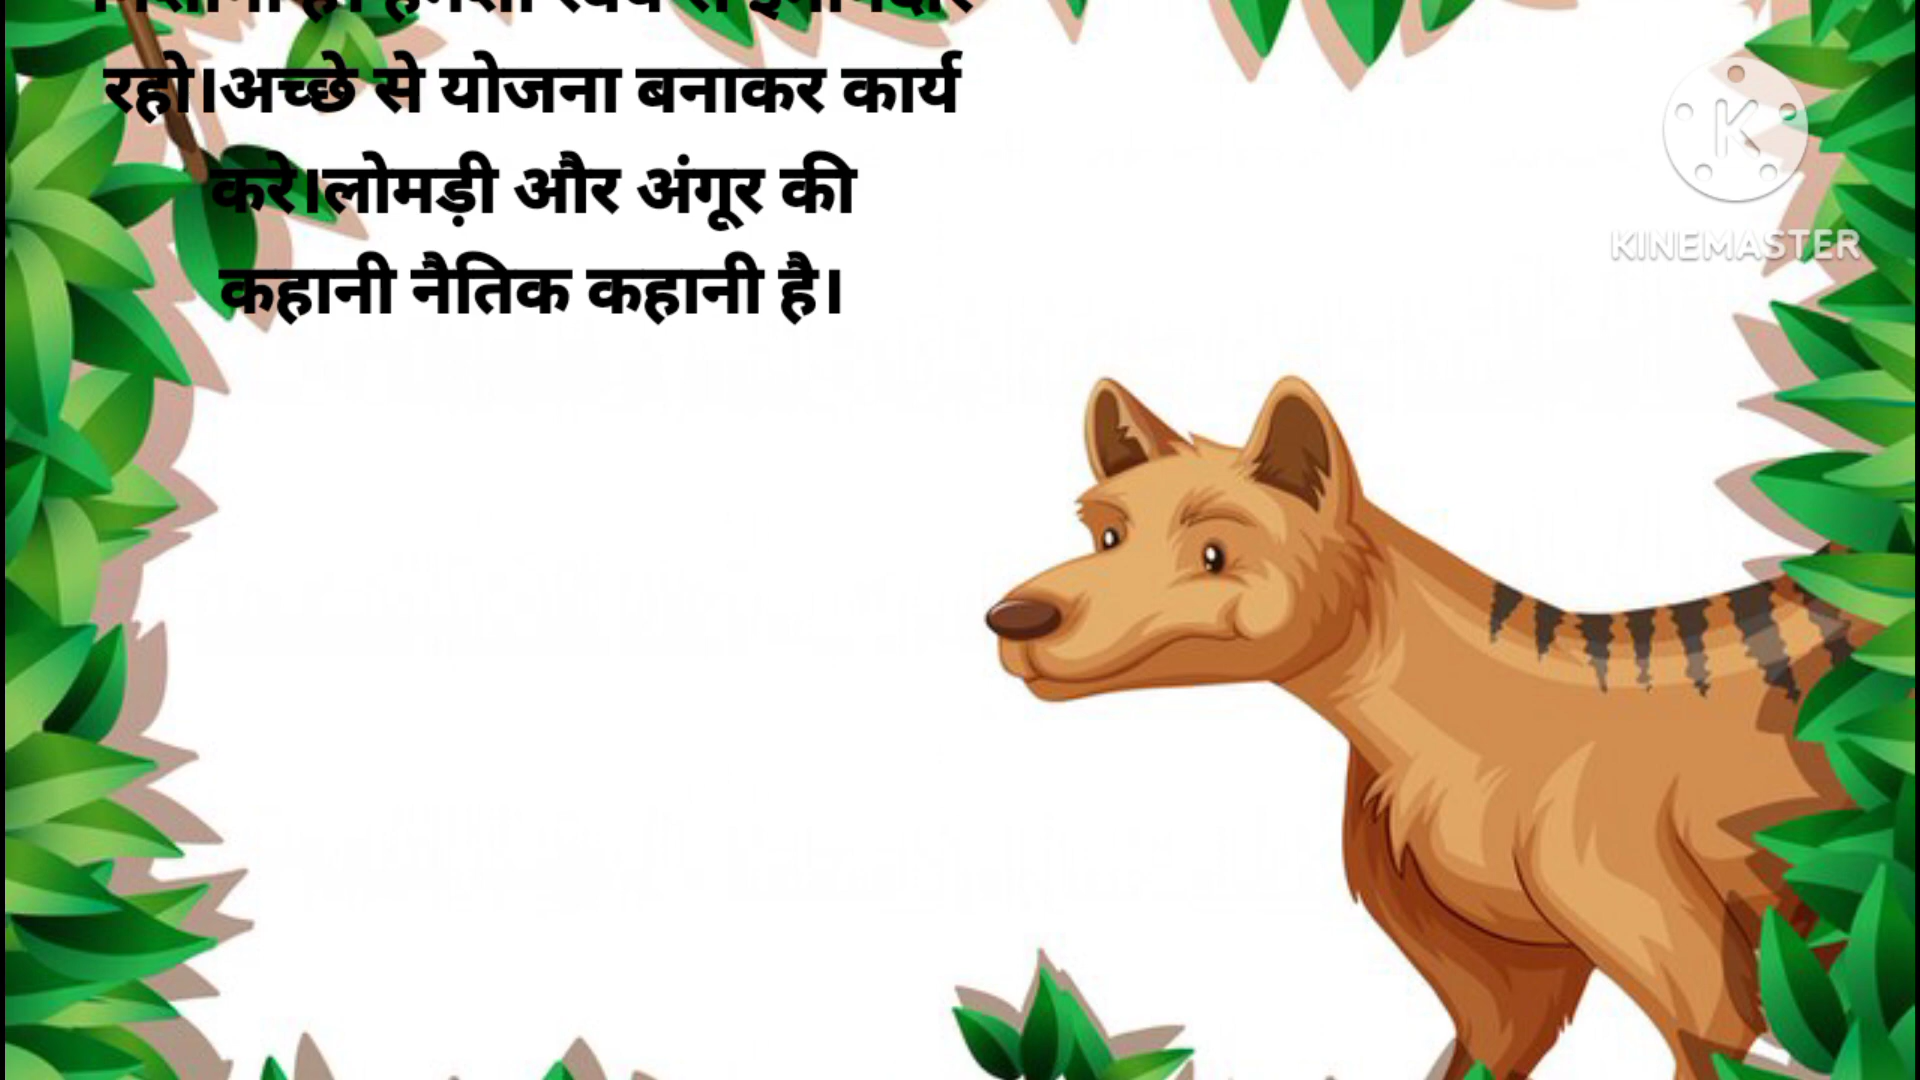 रहो।अच्छे से योजना बनाकर कार्य
करे।लोमड़ी और अंगूर की
कहानी नैतिक कहानी है।
KINEMASTER